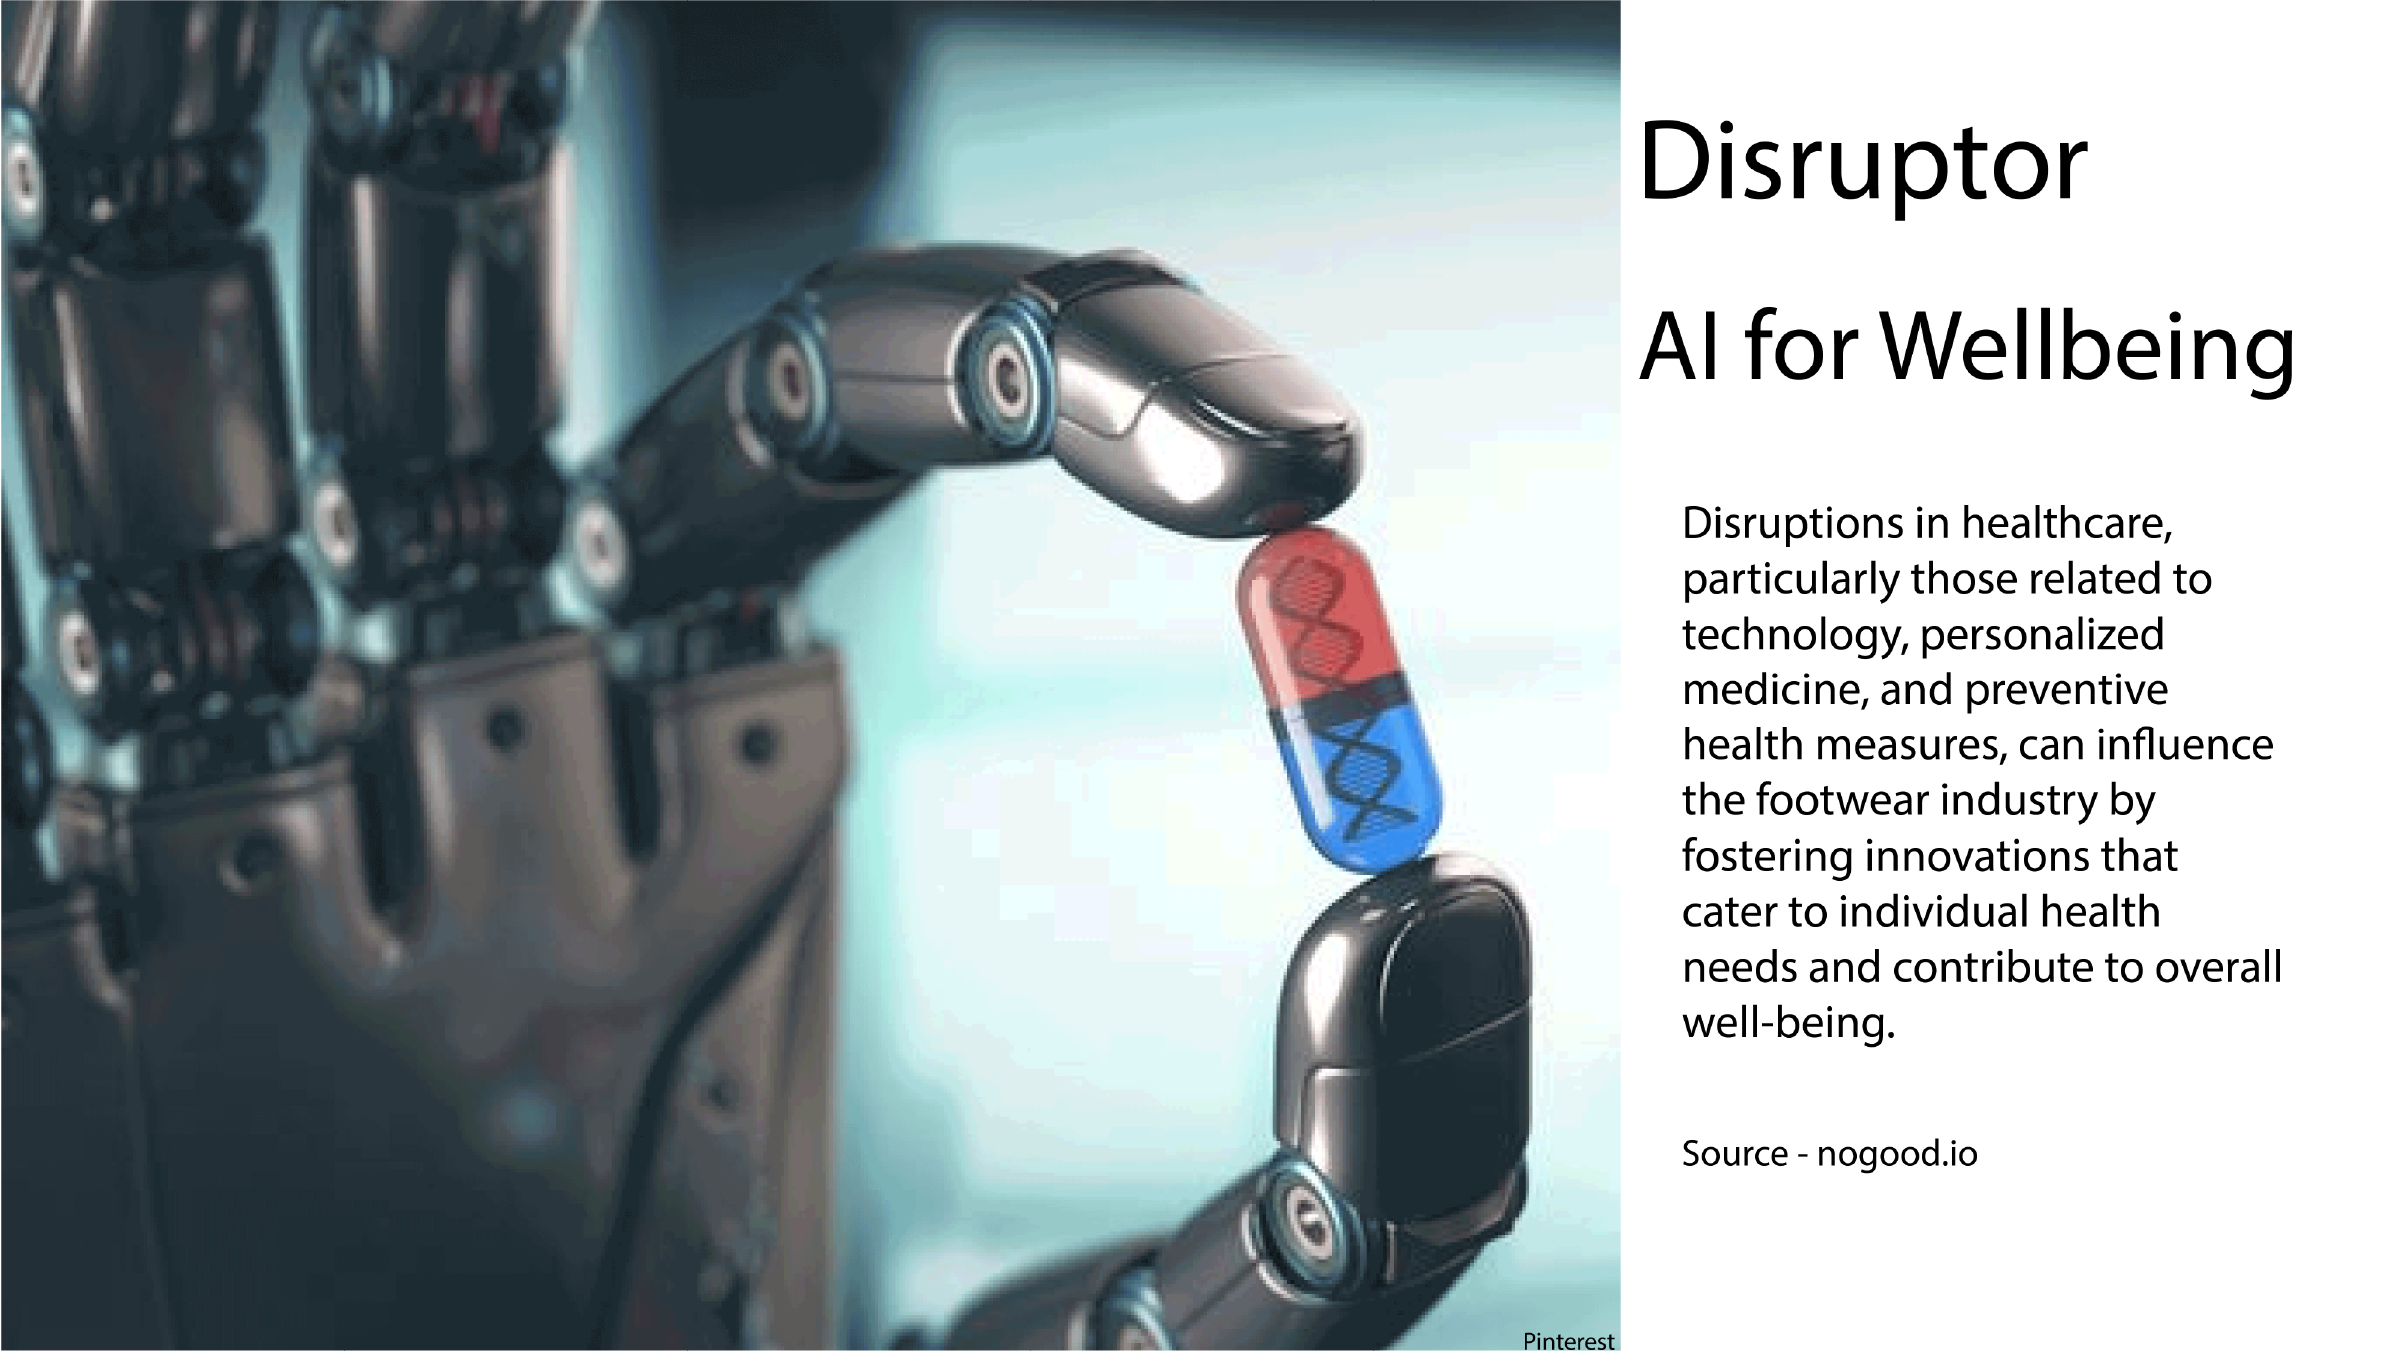 Disruptor
AI for Wellbeing
Disruptions in healthcare,
particularly those related to
technology, personalized
medicine, and preventive
health measures, can influence
the footwear industry by
fostering innovations that
cater to individual health
needs and contribute to overall
well-being.
Source - nogood.io
Pinterest